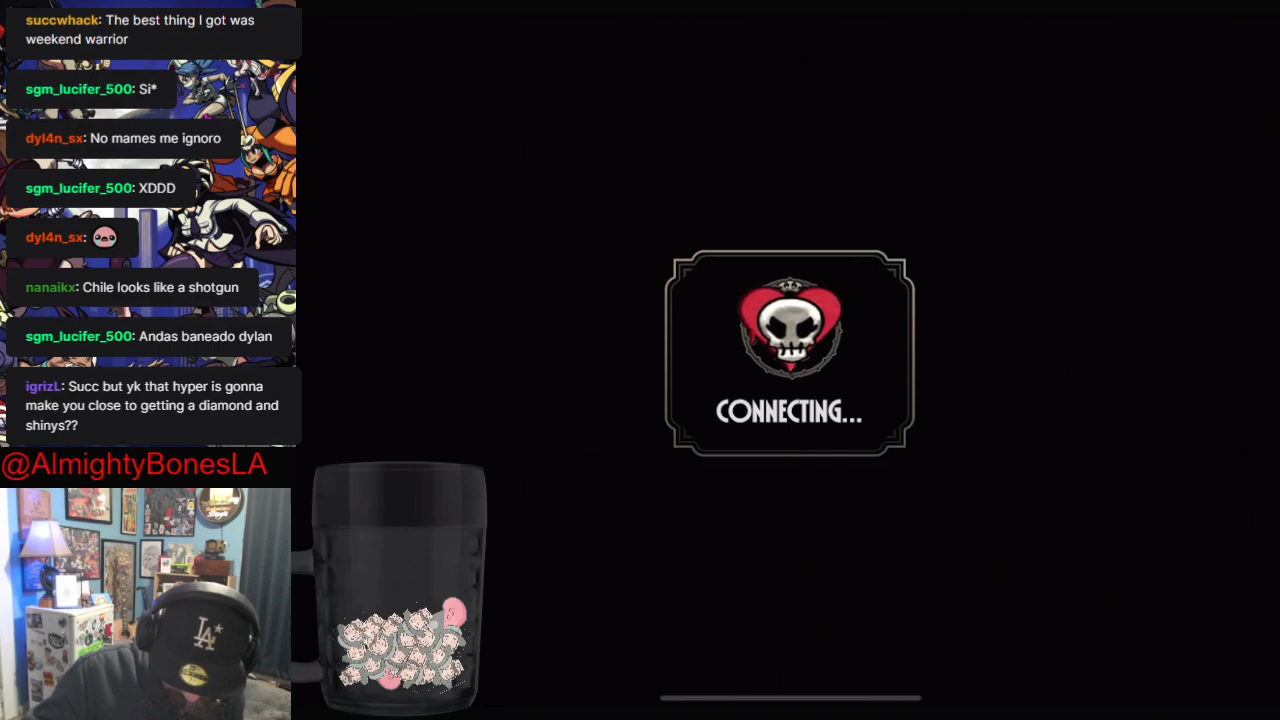 succwhack: The best thing I got was
weekend warrior
sgm_lucifer_500: Si*
dyl4n_sx: No mames me ignoro
sgm_lucifer_500: XDDD
dyl4n_sx:
nanaikx: Chile looks like a shotgun
sgm_lucifer_500: Andas baneado dylan
igrizL: Succ but yk that hyper is gonna
make you close to getting a diamond and
shinys??
@AlmightyBonesLA
CONNECTING...
LA